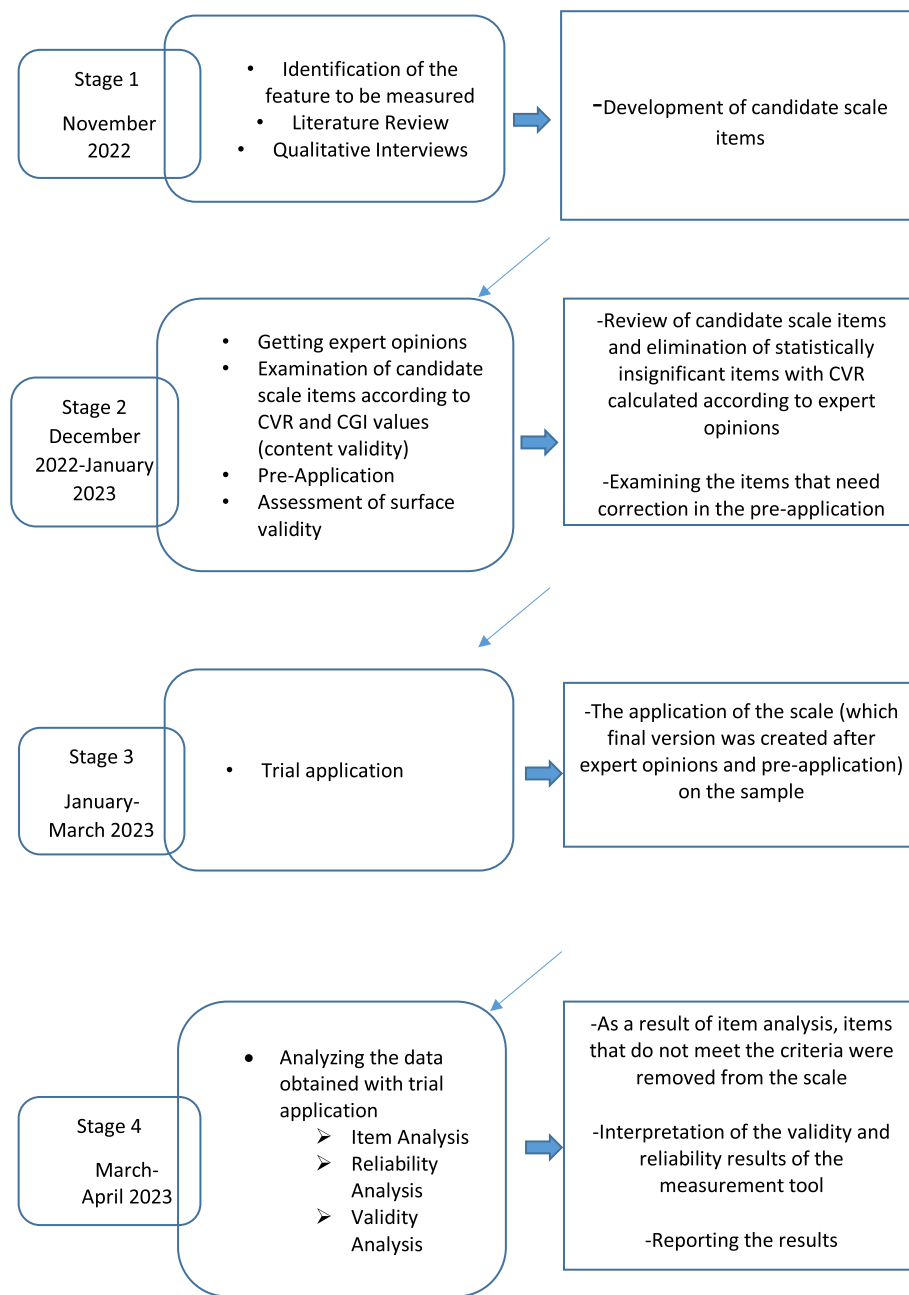 Stage 1
November
2022
• Identification of the
feature to be measured
• Literature Review
• Qualitative Interviews
-Development of candidate scale
items
Stage 2
December
2022-January
2023
• Getting expert opinions
• Examination of candidate
scale items according to
CVR and CGI values
(content validity)
• Pre-Application
• Assessment of surface
validity
-Review of candidate scale items
and elimination of statistically
insignificant items with CVR
calculated according to expert
opinions
-Examining the items that need
correction in the pre-application
Stage 3
January-
March 2023
• Trial application
-The application of the scale (which
final version was created after
expert opinions and pre-application)
on the sample
Stage 4
March-
April 2023
• Analyzing the data
obtained with trial
application
➢ Item Analysis
➢ Reliability
Analysis
➢ Validity
Analysis
-As a result of item analysis, items
that do not meet the criteria were
removed from the scale
-Interpretation of the validity and
reliability results of the
measurement tool
-Reporting the results